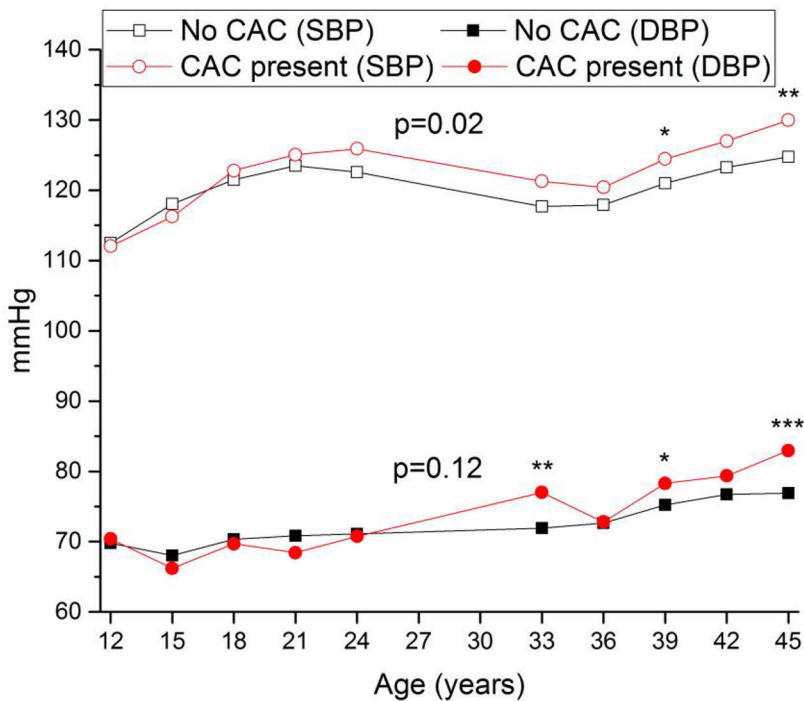 No CAC (SBP) No CAC (DBP)
CAC present (SBP) CAC present (DBP)
140
130
120
110
100
90
80
70
60
mmHg
p=0.02
*
**
p=0.12
**
*
***
12 15 18 21 24 27 30 33 36 39 42 45
Age (years)